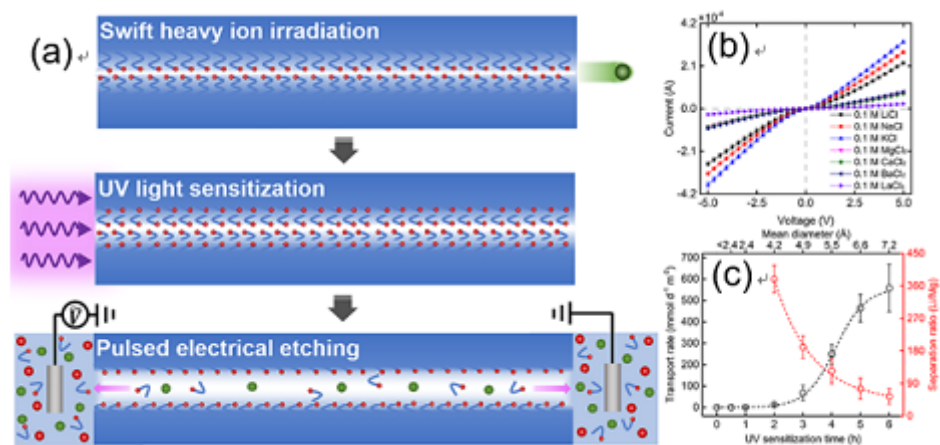 (a)
Swift heavy ion irradiation
UV light sensitization
Pulsed electrical etching
(b)
4.2
2.1
0.0
-2.1
-4.2
Current (A)
0.1 M LiCl
0.1 M NaCl
0.1 M KCl
0.1 M MgCl₂
0.1 M CaCl₂
0.1 M BaCl₂
-5.0 -2.5 0.0 2.5 5.0
Voltage (V)
Mean diameter (Å)
<2,4 2,4 4,2 4,9 5,5 6,6 7,2
(c)
700
600
500
400
300
200
100
0
Transport rate (mmol d⁻¹ m⁻²)
450
360
270
180
90
0
Separation ratio (Li/Mg)
0 1 2 3 4 5 6
UV sensitization time (h)